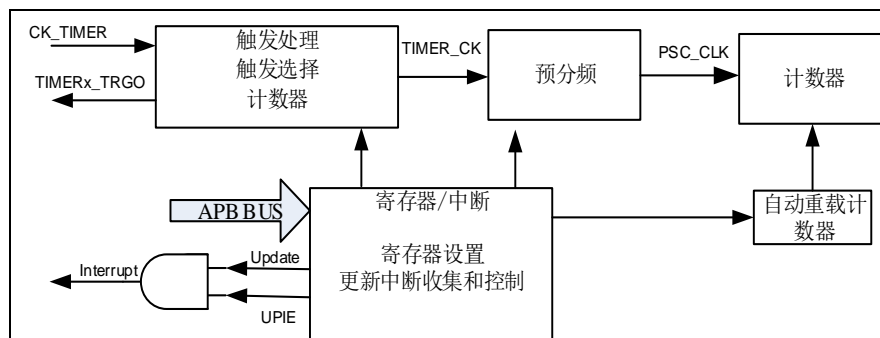 CK_TIMER
TIMERx_TRGO
触发处理
触发选择
计数器
TIMER_CK
预分频
PSC_CLK
计数器
APB BUS
寄存器/中断
寄存器设置
更新中断收集和控制
自动重载计
数器
Interrupt
Update
UPIE